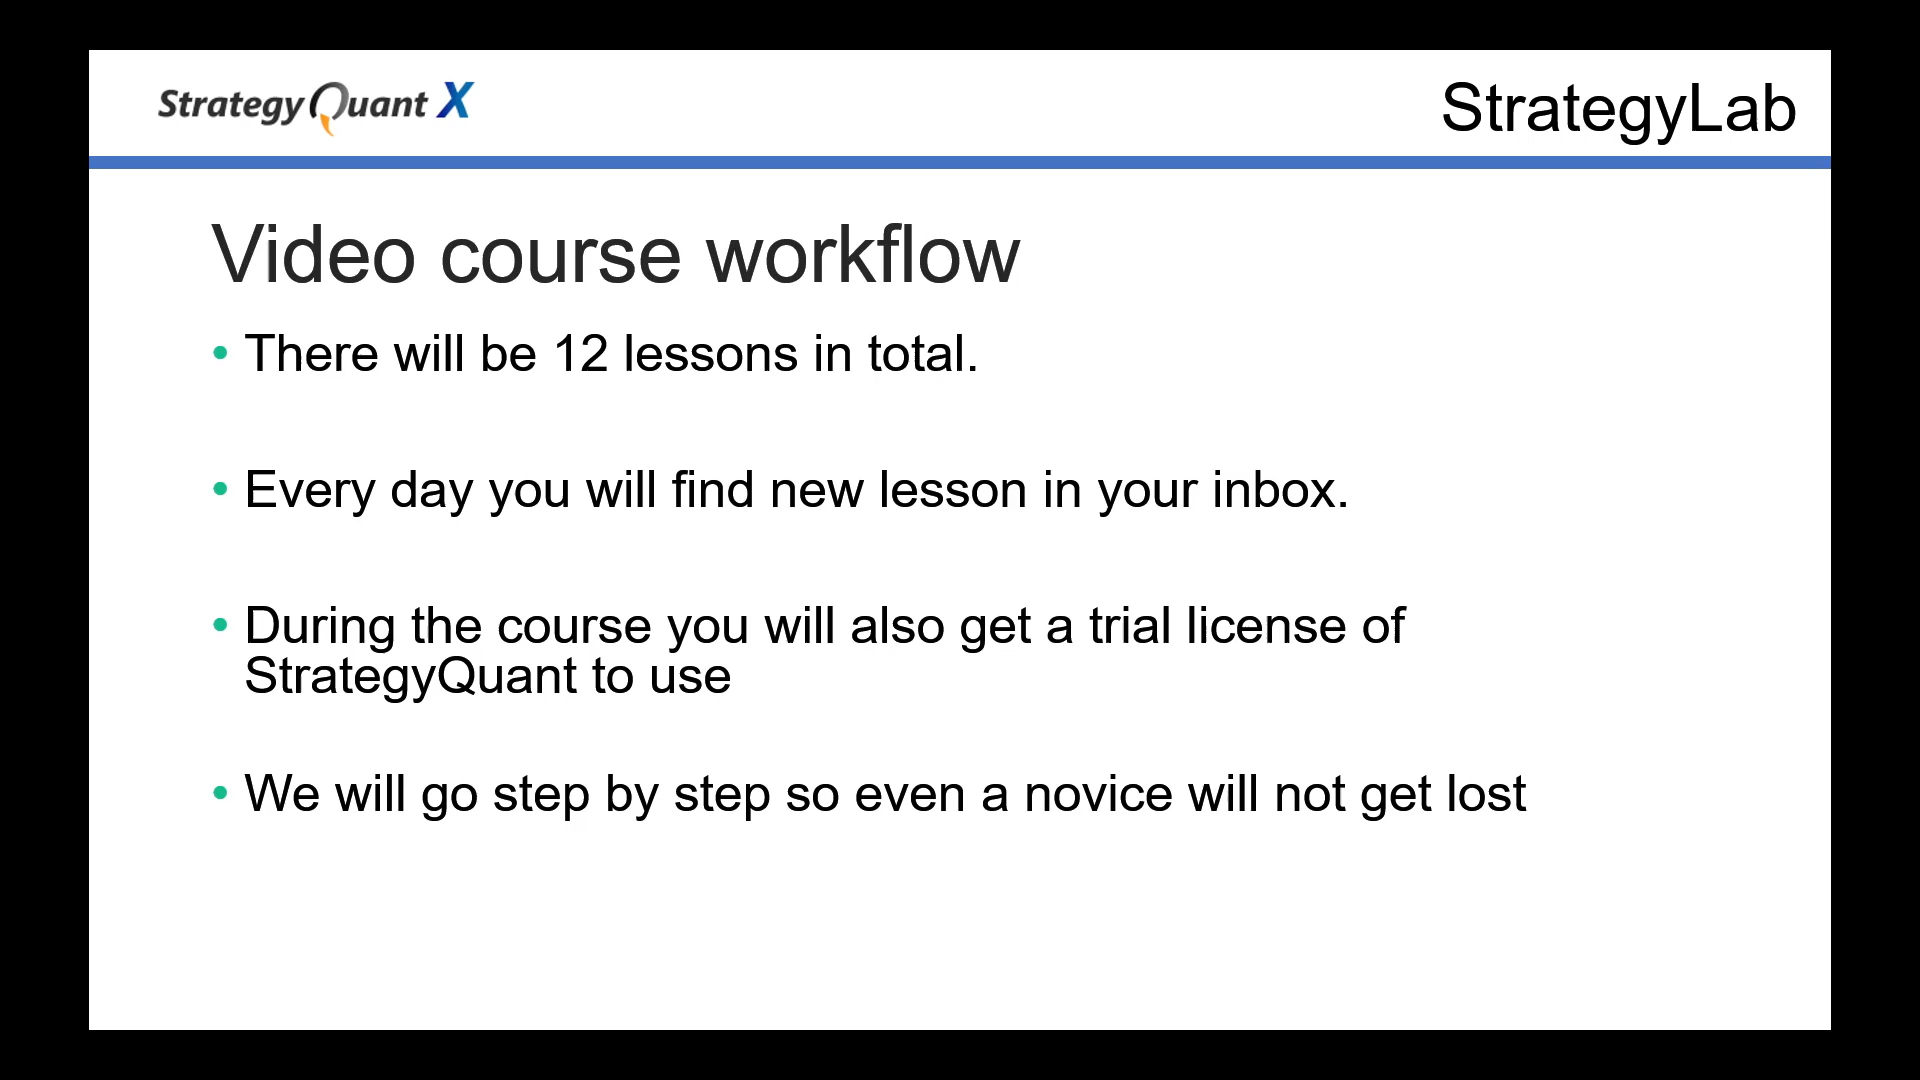 StrategyQuant X
StrategyLab
Video course workflow
• There will be 12 lessons in total.
• Every day you will find new lesson in your inbox.
• During the course you will also get a trial license of
StrategyQuant to use
• We will go step by step so even a novice will not get lost